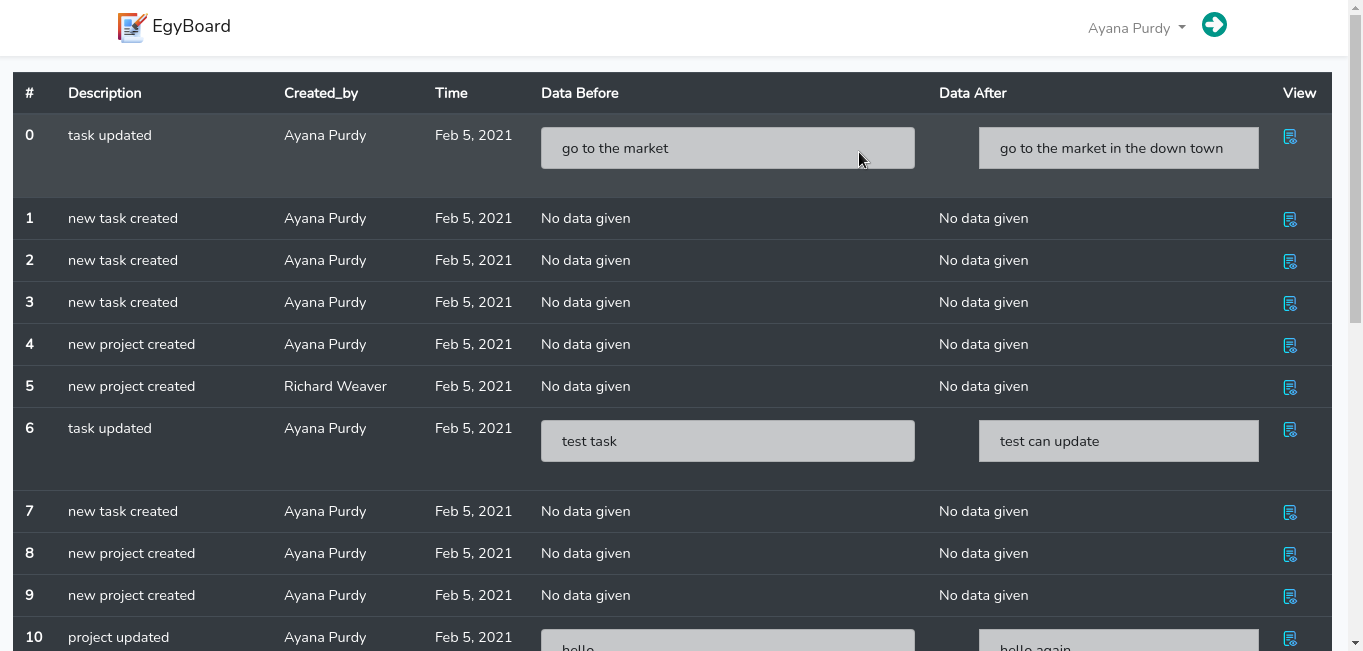 EgyBoard
Ayana Purdy
# Description Created_by Time Data Before Data After View
0 task updated Ayana Purdy Feb 5, 2021 go to the market go to the market in the down town
1 new task created Ayana Purdy Feb 5, 2021 No data given No data given
2 new task created Ayana Purdy Feb 5, 2021 No data given No data given
3 new task created Ayana Purdy Feb 5, 2021 No data given No data given
4 new project created Ayana Purdy Feb 5, 2021 No data given No data given
5 new project created Richard Weaver Feb 5, 2021 No data given No data given
6 task updated Ayana Purdy Feb 5, 2021 test task test can update
7 new task created Ayana Purdy Feb 5, 2021 No data given No data given
8 new project created Ayana Purdy Feb 5, 2021 No data given No data given
9 new project created Ayana Purdy Feb 5, 2021 No data given No data given
10 project updated Ayana Purdy Feb 5, 2021 hello hello again